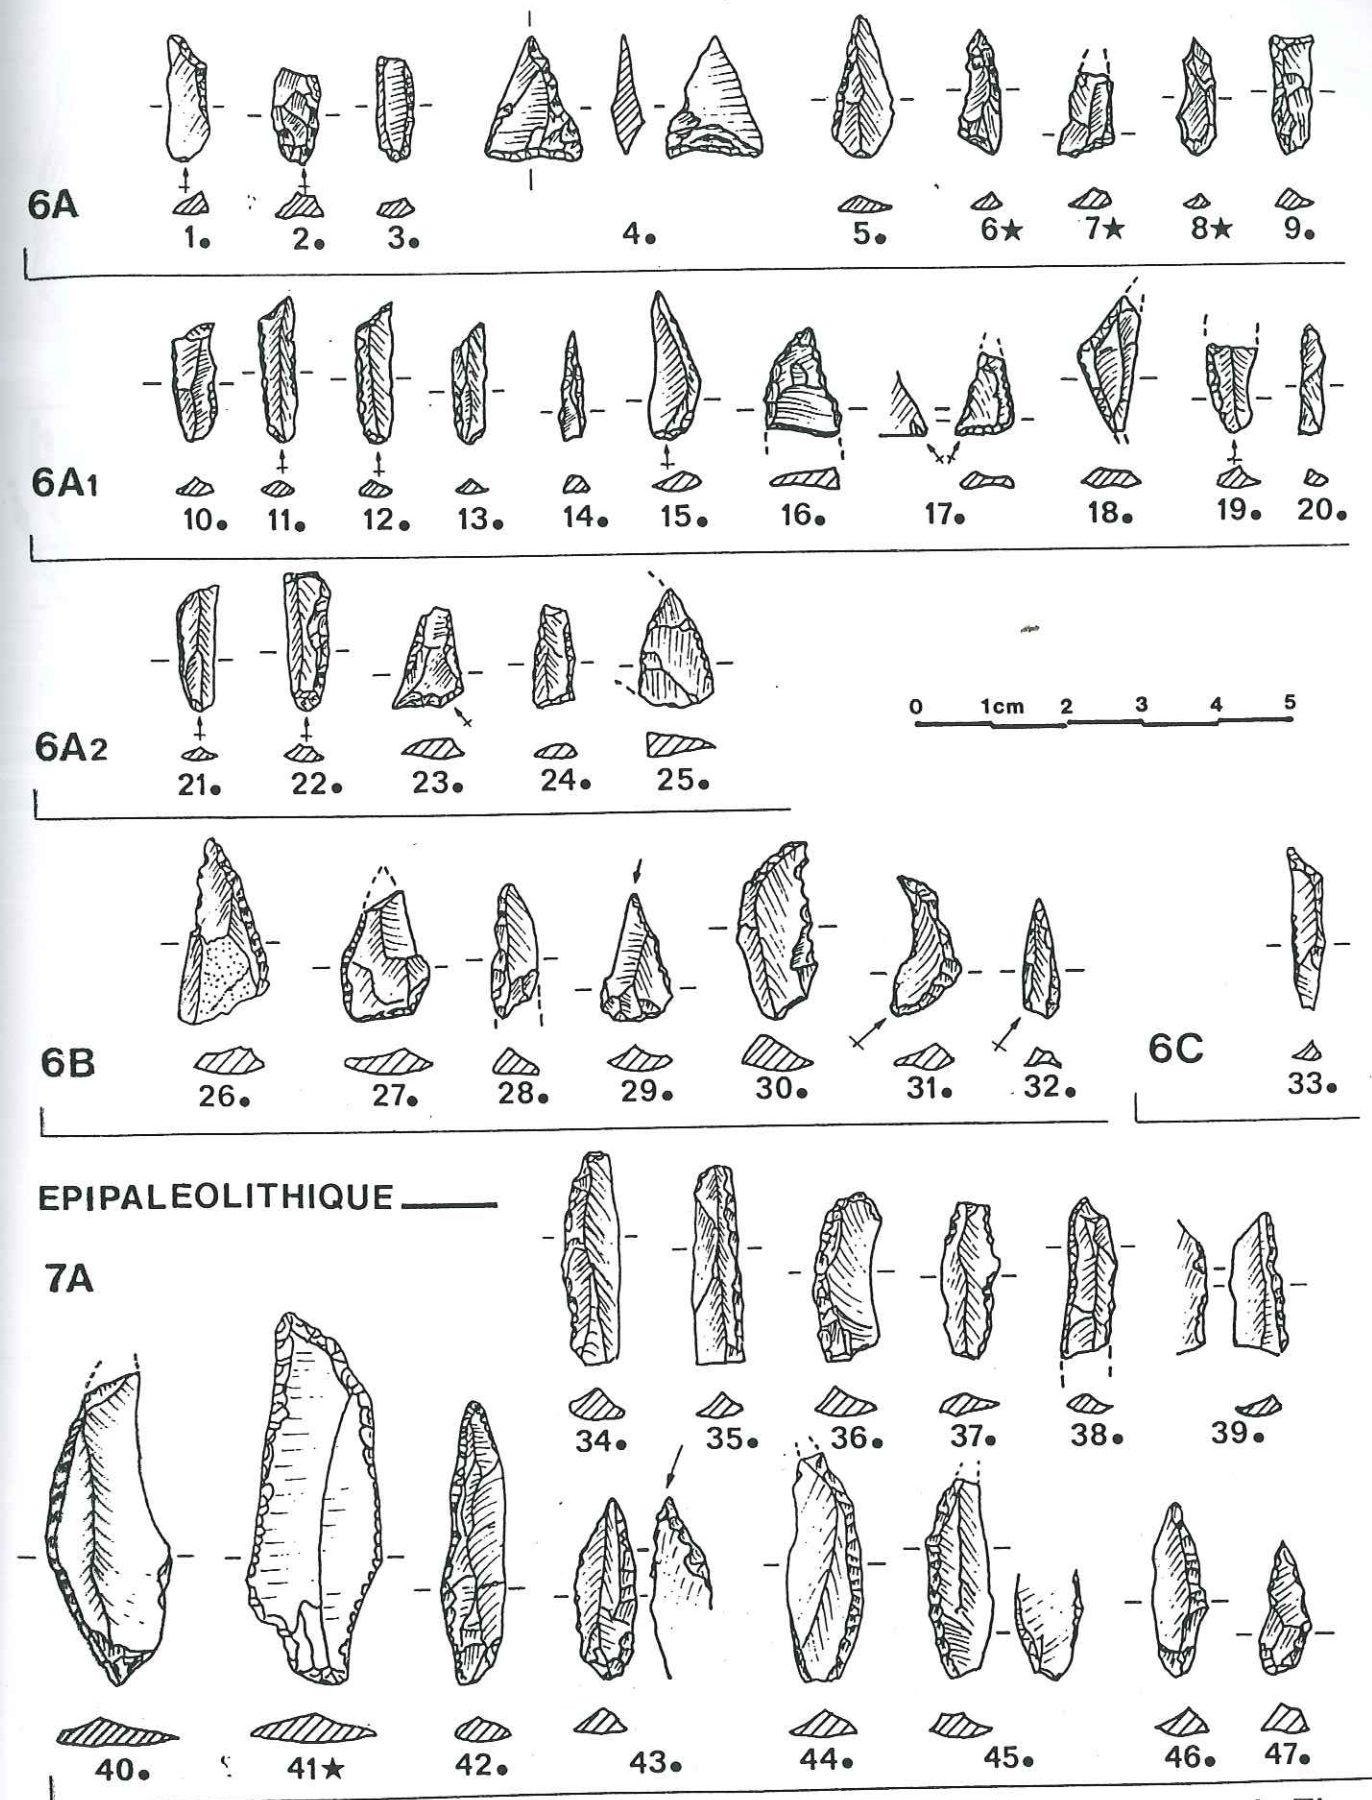 6A
1.● 2.● 3.● 4.● 5.● 6★ 7★ 8★ 9.●
6A1
10.● 11.● 12.● 13.● 14.● 15.● 16.● 17.● 18.● 19.● 20.●
0 1cm 2 3 4 5
6A2
21.● 22.● 23.● 24.● 25.●
6B
26.● 27.● 28.● 29.● 30.● 31.● 32.●
6C
33.●
EPIPALEOLITHIQUE
7A
34.● 35.● 36.● 37.● 38.● 39.●
40.● 41★ 42.● 43.● 44.● 45.● 46.● 47.●